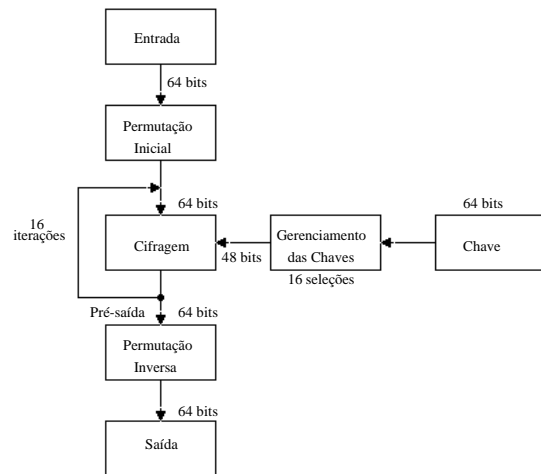 Entrada
64 bits
Permutação
Inicial
16
iterações
64 bits
64 bits
Cifragem
48 bits
Gerenciamento
das Chaves
16 seleções
Chave
Pré-saída
64 bits
Permutação
Inversa
64 bits
Saída